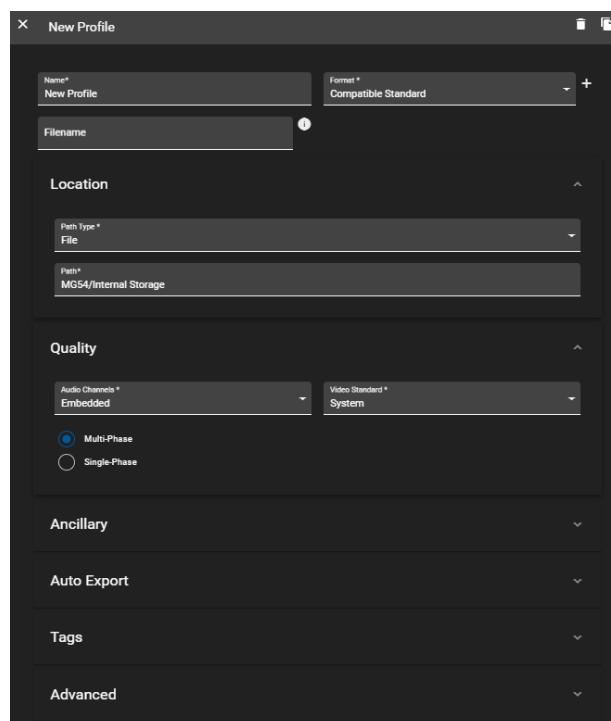 New Profile
Name*
New Profile
Format *
Compatible Standard
Filename
Location
Path Type *
File
Path*
MG54/Internal Storage
Quality
Audio Channels *
Embedded
Video Standard *
System
Multi-Phase
Single-Phase
Ancillary
Auto Export
Tags
Advanced